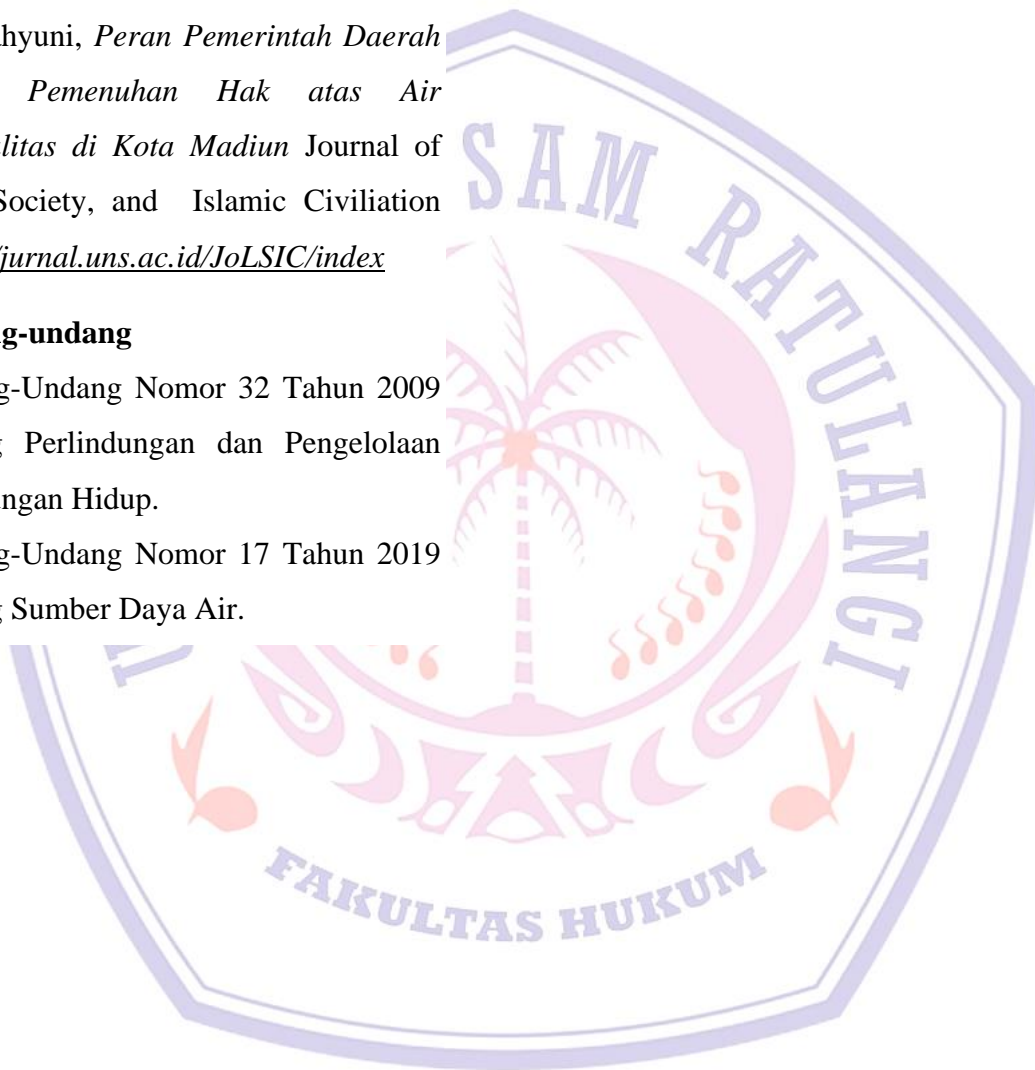 hyuni, Peran Pemerintah Daerah
Pemenuhan Hak atas Air
litas di Kota Madiun Journal of
Society, and Islamic Civiliation
/jurnal.uns.ac.id/JoLSIC/index
g-undang
g-Undang Nomor 32 Tahun 2009
g Perlindungan dan Pengelolaan
ngan Hidup.
g-Undang Nomor 17 Tahun 2019
g Sumber Daya Air.
SAM RATULANGI
FAKULTAS HUKUM